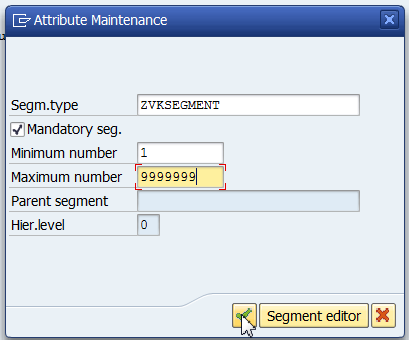 Attribute Maintenance
Segm.type ZVKSEGMENT
Mandatory seg.
Minimum number 1
Maximum number 9999999
Parent segment
Hier.level 0
Segment editor